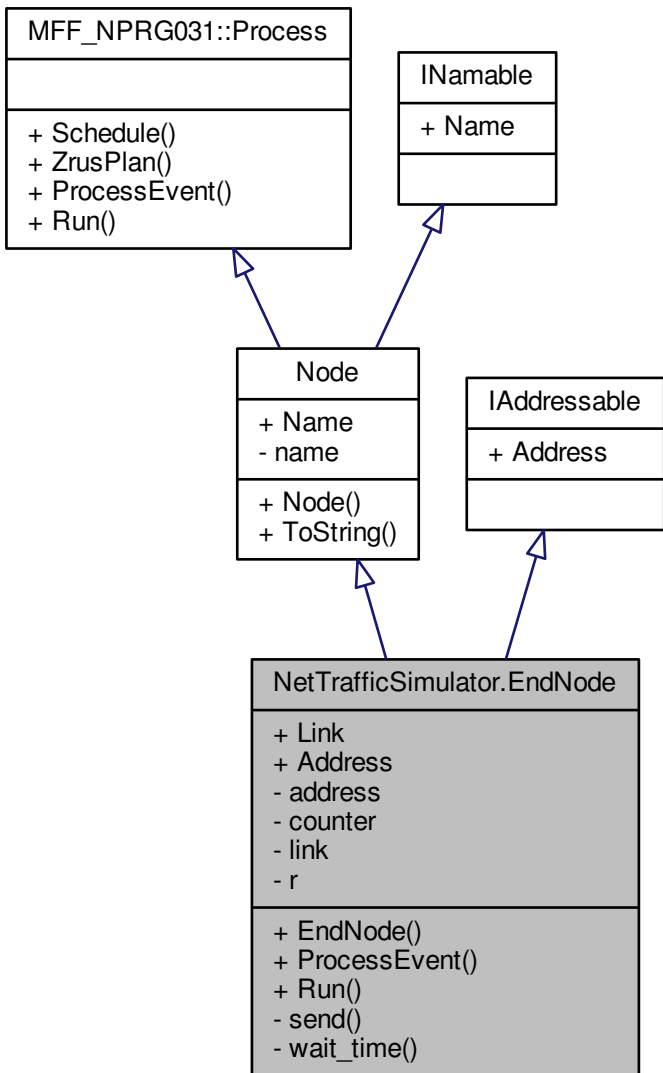 MFF_NPRG031::Process
+ Schedule()
+ ZrusPlan()
+ ProcessEvent()
+ Run()
INamable
+ Name
Node
+ Name
- name
+ Node()
+ ToString()
IAddressable
+ Address
NetTrafficSimulator.EndNode
+ Link
+ Address
- address
- counter
- link
- r
+ EndNode()
+ ProcessEvent()
+ Run()
- send()
- wait_time()